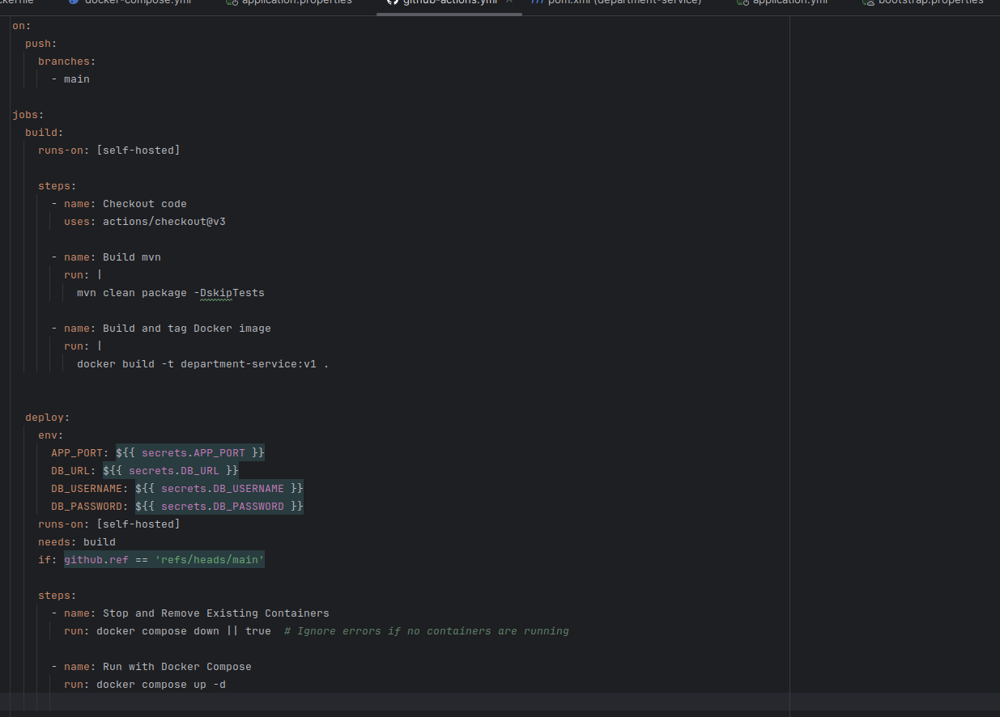 docker-compose.yml application.properties github-actions.yml pom.xml (department-service) application.yml bootstrap.properties
on:
push:
branches:
- main
jobs:
build:
runs-on: [self-hosted]
steps:
- name: Checkout code
uses: actions/checkout@v3
- name: Build mvn
run: |
mvn clean package -DskipTests
- name: Build and tag Docker image
run: |
docker build -t department-service:v1 .
deploy:
env:
APP_PORT: ${{ secrets.APP_PORT }}
DB_URL: ${{ secrets.DB_URL }}
DB_USERNAME: ${{ secrets.DB_USERNAME }}
DB_PASSWORD: ${{ secrets.DB_PASSWORD }}
runs-on: [self-hosted]
needs: build
if: github.ref == 'refs/heads/main'
steps:
- name: Stop and Remove Existing Containers
run: docker compose down || true # Ignore errors if no containers are running
- name: Run with Docker Compose
run: docker compose up -d